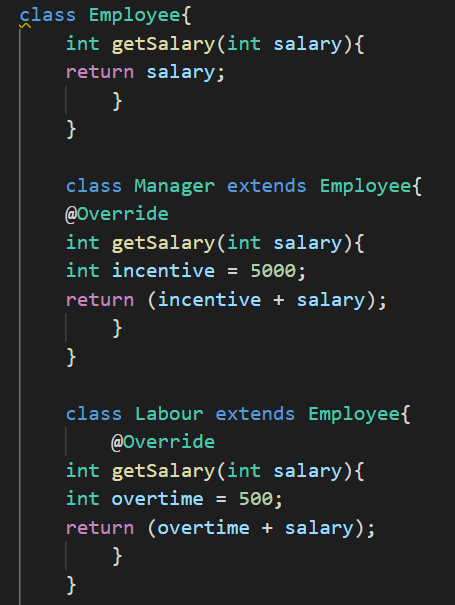 class Employee{
    int getSalary(int salary){
    return salary;
        }
    }

    class Manager extends Employee{
    @Override
    int getSalary(int salary){
    int incentive = 5000;
    return (incentive + salary);
        }
    }

    class Labour extends Employee{
        @Override
    int getSalary(int salary){
    int overtime = 500;
    return (overtime + salary);
        }
    }